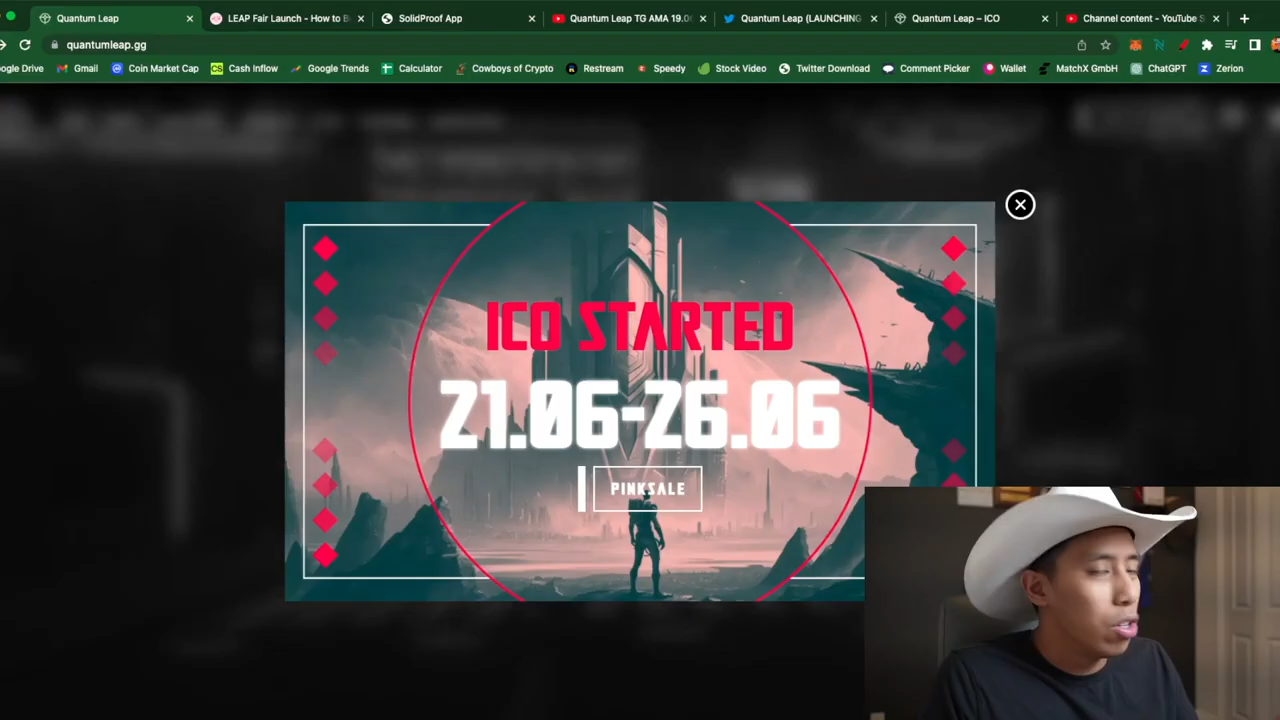 Quantum Leap
LEAP Fair Launch - How to B
SolidProof App
Quantum Leap TG AMA 19.0
Quantum Leap (LAUNCHING
Quantum Leap – ICO
Channel content - YouTube S
quantumleap.gg
ogle Drive
Gmail
Coin Market Cap
CS
Cash Inflow
Google Trends
Calculator
Cowboys of Crypto
Restream
Speedy
Stock Video
Twitter Download
Comment Picker
Wallet
MatchX GmbH
ChatGPT
Zerion
ICO STARTED
21.06-26.06
PINKSALE